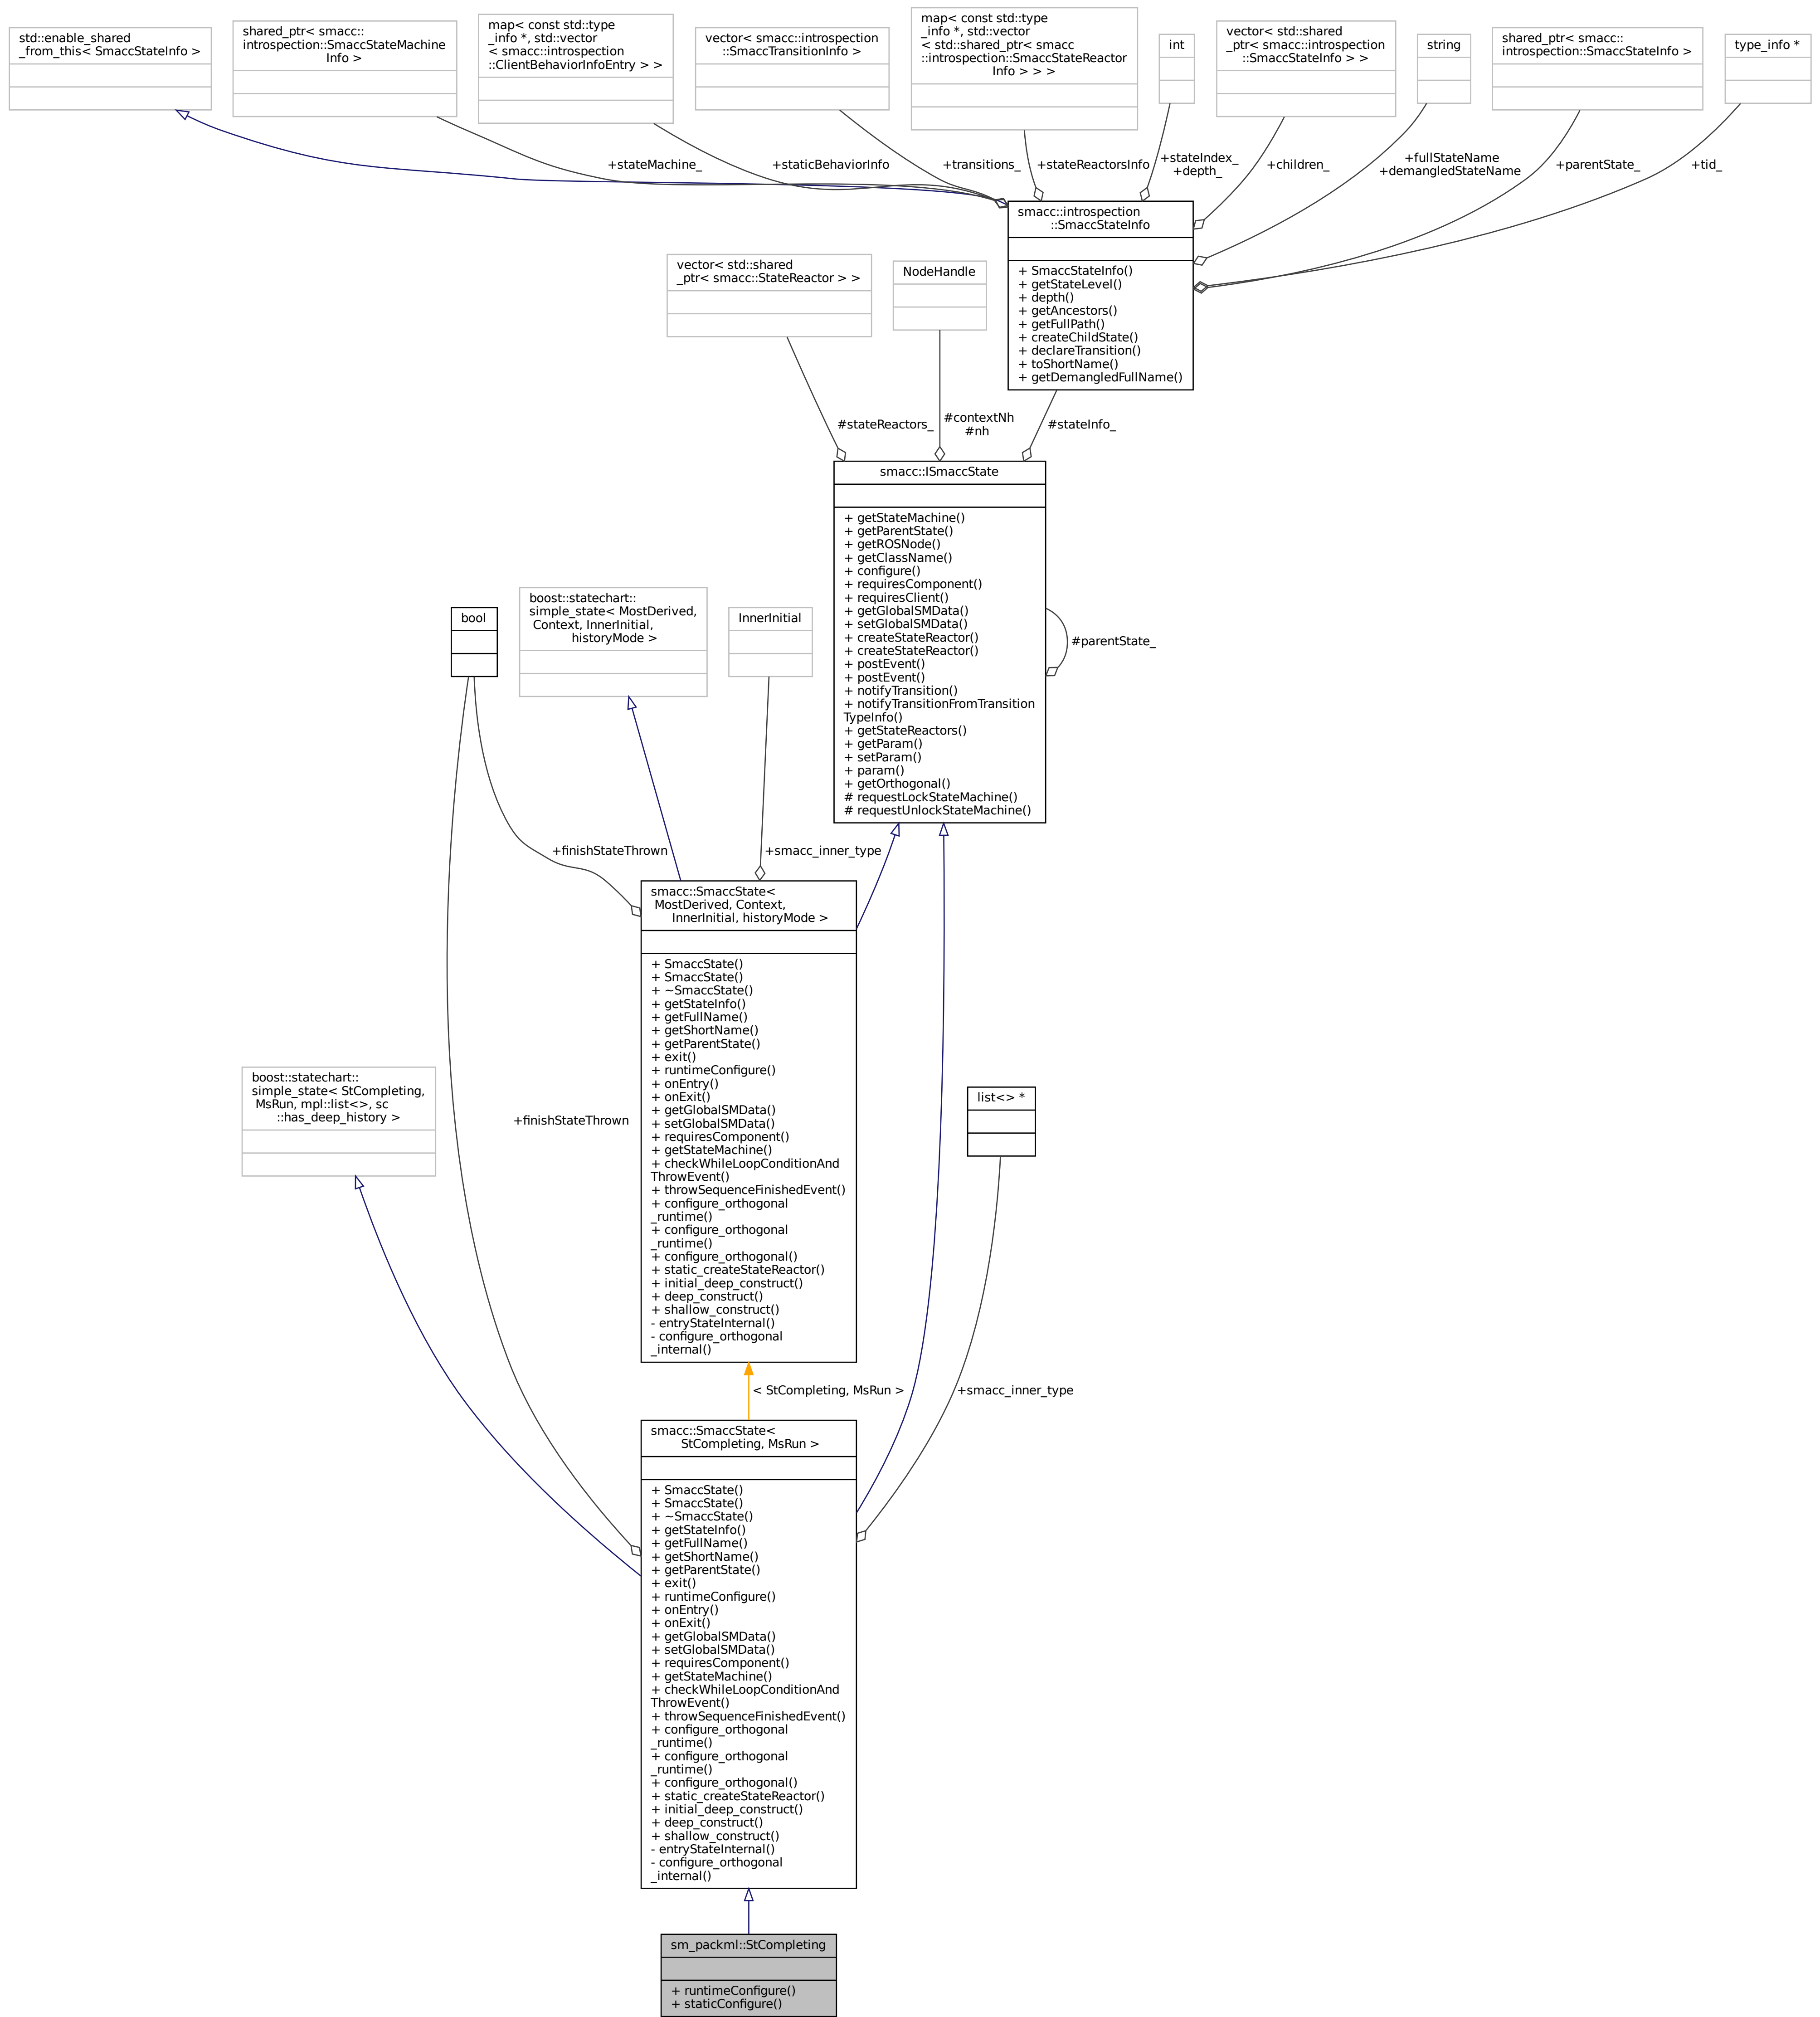 std::enable_shared
_from_this< SmaccStateInfo >
shared_ptr< smacc::
introspection::SmaccStateMachine
Info >
map< const std::type
_info *, std::vector
< smacc::introspection
::ClientBehaviorInfoEntry > >
vector< smacc::introspection
::SmaccTransitionInfo >
map< const std::type
_info *, std::vector
< std::shared_ptr< smacc
::introspection::SmaccStateReactor
Info > > >
int
vector< std::shared
_ptr< smacc::introspection
::SmaccStateInfo > >
string
shared_ptr< smacc::
introspection::SmaccStateInfo >
type_info *
+stateMachine_
+staticBehaviorInfo
+transitions_
+stateReactorsInfo
+stateIndex_
+depth_
+children_
+fullStateName
+demangledStateName
+parentState_
+tid_
smacc::introspection
::SmaccStateInfo
+ SmaccStateInfo()
+ getStateLevel()
+ depth()
+ getAncestors()
+ getFullPath()
+ createChildState()
+ declareTransition()
+ toShortName()
+ getDemangledFullName()
vector< std::shared
_ptr< smacc::StateReactor > >
NodeHandle
#stateReactors_
#contextNh
#nh
#stateInfo_
smacc::ISmaccState
+ getStateMachine()
+ getParentState()
+ getROSNode()
+ getClassName()
+ configure()
+ requiresComponent()
+ requiresClient()
+ getGlobalSMData()
+ setGlobalSMData()
+ createStateReactor()
+ createStateReactor()
+ postEvent()
+ postEvent()
+ notifyTransition()
+ notifyTransitionFromTransition
TypeInfo()
+ getStateReactors()
+ getParam()
+ setParam()
+ param()
+ getOrthogonal()
# requestLockStateMachine()
# requestUnlockStateMachine()
#parentState_
bool
boost::statechart::
simple_state< MostDerived,
Context, InnerInitial,
historyMode >
InnerInitial
+finishStateThrown
+smacc_inner_type
smacc::SmaccState<
MostDerived, Context,
InnerInitial, historyMode >
+ SmaccState()
+ SmaccState()
+ ~SmaccState()
+ getStateInfo()
+ getFullName()
+ getShortName()
+ getParentState()
+ exit()
+ runtimeConfigure()
+ onEntry()
+ onExit()
+ getGlobalSMData()
+ setGlobalSMData()
+ requiresComponent()
+ getStateMachine()
+ checkWhileLoopConditionAnd
ThrowEvent()
+ throwSequenceFinishedEvent()
+ configure_orthogonal
_runtime()
+ configure_orthogonal
_runtime()
+ configure_orthogonal()
+ static_createStateReactor()
+ initial_deep_construct()
+ deep_construct()
+ shallow_construct()
- entryStateInternal()
- configure_orthogonal
_internal()
boost::statechart::
simple_state< StCompleting,
MsRun, mpl::list<>, sc
::has_deep_history >
+finishStateThrown
list<> *
< StCompleting, MsRun >
+smacc_inner_type
smacc::SmaccState<
StCompleting, MsRun >
+ SmaccState()
+ SmaccState()
+ ~SmaccState()
+ getStateInfo()
+ getFullName()
+ getShortName()
+ getParentState()
+ exit()
+ runtimeConfigure()
+ onEntry()
+ onExit()
+ getGlobalSMData()
+ setGlobalSMData()
+ requiresComponent()
+ getStateMachine()
+ checkWhileLoopConditionAnd
ThrowEvent()
+ throwSequenceFinishedEvent()
+ configure_orthogonal
_runtime()
+ configure_orthogonal
_runtime()
+ configure_orthogonal()
+ static_createStateReactor()
+ initial_deep_construct()
+ deep_construct()
+ shallow_construct()
- entryStateInternal()
- configure_orthogonal
_internal()
sm_packml::StCompleting
+ runtimeConfigure()
+ staticConfigure()